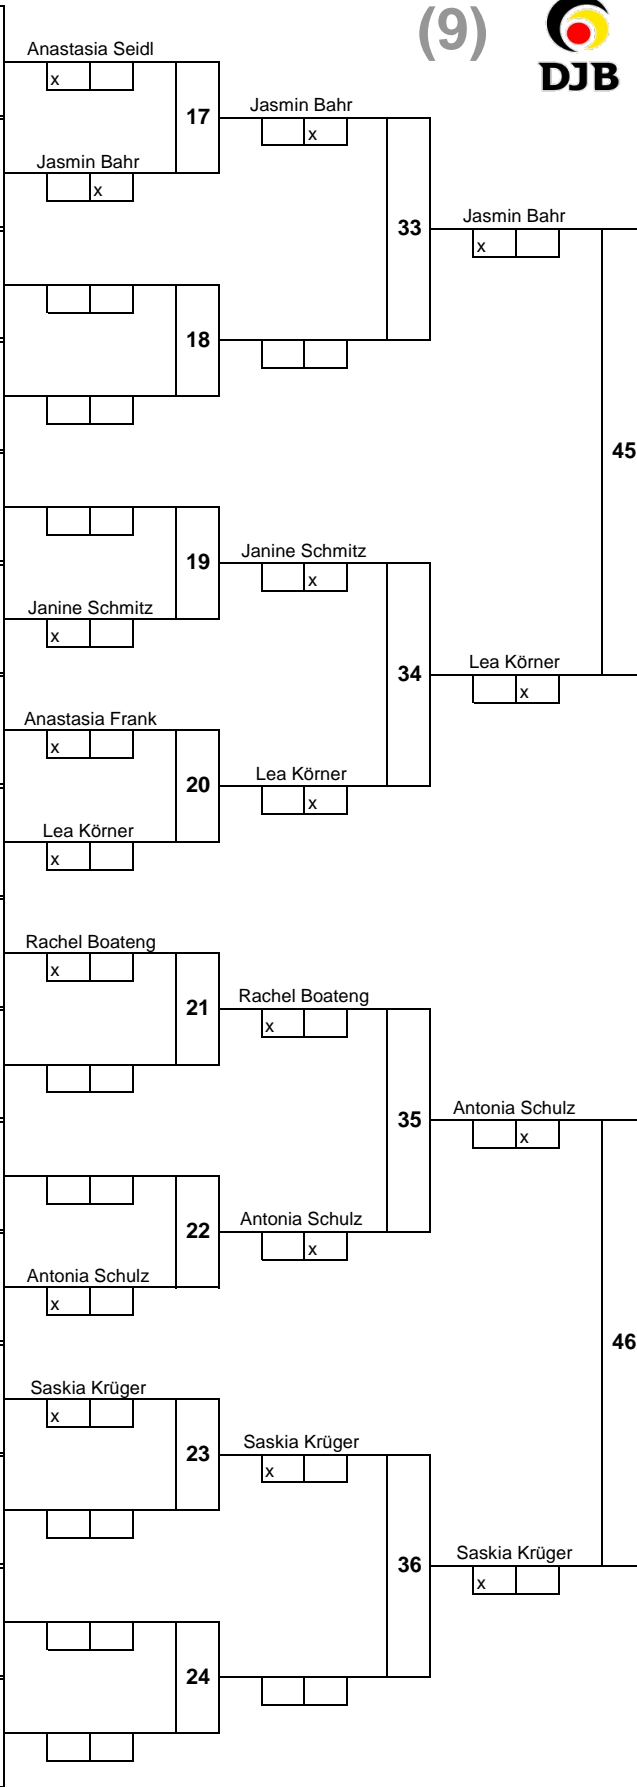 (9)
DJB
Anastasia Seidl
x
17
Jasmin Bahr
x
Jasmin Bahr
x
33
Jasmin Bahr
x
18
45
19
Janine Schmitz
x
Janine Schmitz
x
34
Lea Körner
x
Anastasia Frank
x
20
Lea Körner
x
Lea Körner
x
Rachel Boateng
x
21
Rachel Boateng
x
35
Antonia Schulz
x
22
Antonia Schulz
x
Antonia Schulz
x
46
Saskia Krüger
x
23
Saskia Krüger
x
36
Saskia Krüger
x
24